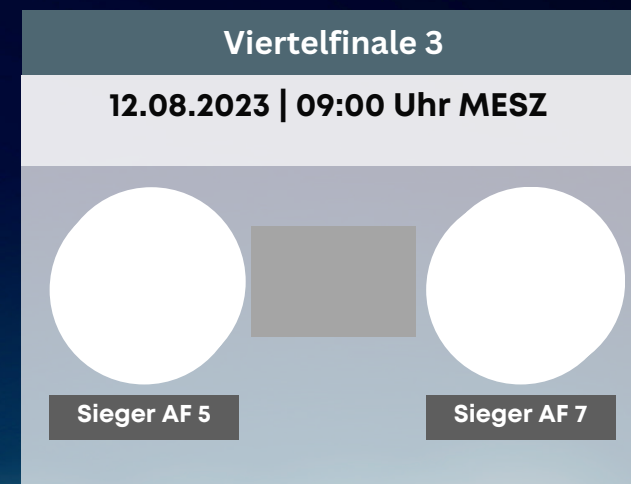 Viertelfinale 3
12.08.2023 | 09:00 Uhr MESZ
Sieger AF 5
Sieger AF 7